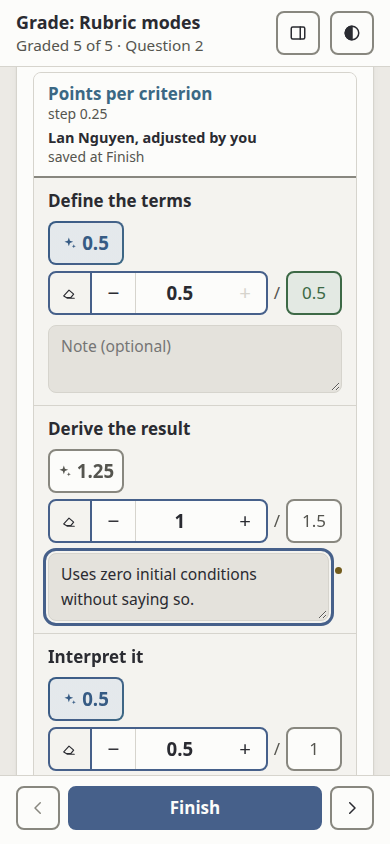 Grade: Rubric modes
Graded 5 of 5 · Question 2
Points per criterion
step 0.25
Lan Nguyen, adjusted by you
saved at Finish
Define the terms
0.5
− 0.5 + / 0.5
Note (optional)
Derive the result
1.25
− 1 + / 1.5
Uses zero initial conditions
without saying so.
Interpret it
0.5
− 0.5 + / 1
Finish